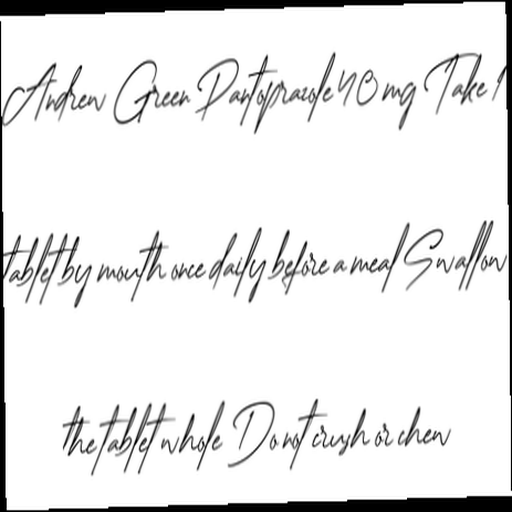 Andrew Green Pantoprazole 40 mg Take 1
tablet by mouth once daily before a meal Swallow
the tablet whole Do not crush or chew